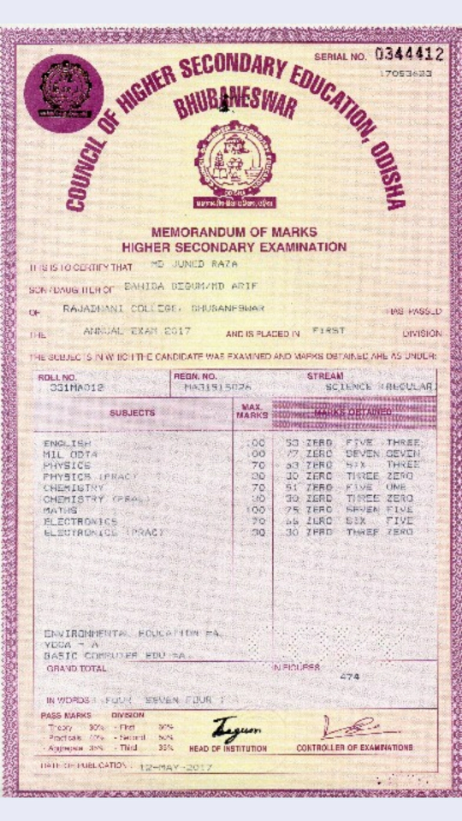 SERIAL NO. 0344412
17053623
COUNCIL OF HIGHER SECONDARY EDUCATION, ODISHA
BHUBANESWAR
MEMORANDUM OF MARKS
HIGHER SECONDARY EXAMINATION
THIS IS TO CERTIFY THAT MD JUNED RAZA
SON / DAUGHTER OF MD ARIF
OF RAJADHANI COLLEGE, BHUBANESWAR HAS PASSED
THE ANNUAL EXAM 2017 AND IS PLACED IN FIRST DIVISION
THE SUBJECTS IN WHICH THE CANDIDATE WAS EXAMINED AND MARKS OBTAINED ARE AS UNDER:
ROLL NO. REGN. NO. STREAM
331MA012 SCIENCE (REGULAR)
SUBJECTS MAX. MARKS MARKS OBTAINED
ENGLISH 100 53 ZERO FIVE THREE
MIL ODIA 100 77 ZERO SEVEN SEVEN
PHYSICS 70 63 ZERO SIX THREE
PHYSICS (PRAC) 30 30 ZERO THREE ZERO
CHEMISTRY 70 51 ZERO FIVE ONE
CHEMISTRY (PRAC) 30 30 ZERO THREE ZERO
MATHS 100 75 ZERO SEVEN FIVE
ELECTRONICS 70 65 ZERO SIX FIVE
ELECTRONICS (PRAC) 30 30 ZERO THREE ZERO
ENVIRONMENTAL EDUCATION =A
YOGA - A
BASIC COMPUTER EDU =A
GRAND TOTAL IN FIGURES
474
IN WORDS FOUR SEVEN FOUR
PASS MARKS DIVISION
Theory 30% - First 60%
Practicals - Second 50%
- Aggregate - Third 35% HEAD OF INSTITUTION CONTROLLER OF EXAMINATIONS
DATE OF PUBLICATION : 12-MAY-2017